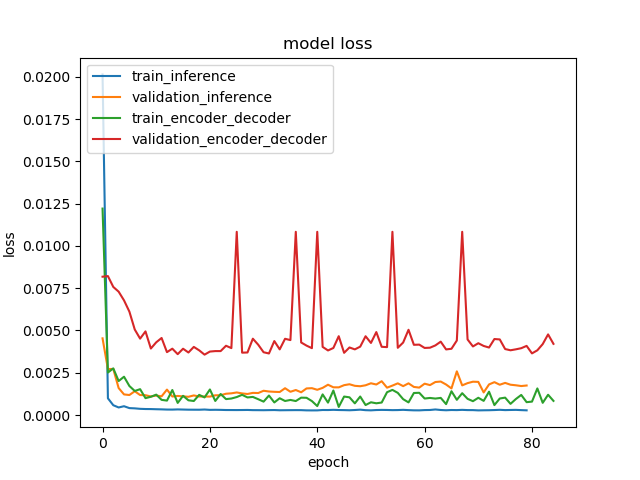 model loss
train_inference
validation_inference
train_encoder_decoder
validation_encoder_decoder
0.0200
0.0175
0.0150
0.0125
0.0100
0.0075
0.0050
0.0025
0.0000
loss
0 20 40 60 80
epoch